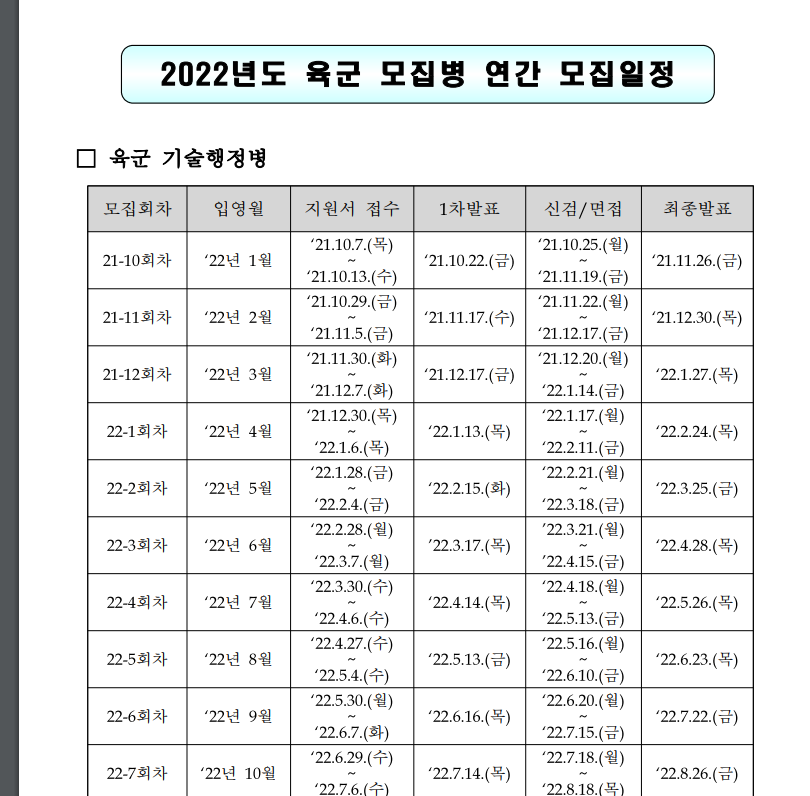 2022년도 육군 모집병 연간 모집일정
□ 육군 기술행정병
모집회차 입영월 지원서 접수 1차발표 신검/면접 최종발표
21-10회차 ‘22년 1월 ‘21.10.7.(목) ~ ‘21.10.13.(수) ‘21.10.22.(금) ‘21.10.25.(월) ~ ‘21.11.19.(금) ‘21.11.26.(금)
21-11회차 ‘22년 2월 ‘21.10.29.(금) ~ ‘21.11.5.(금) ‘21.11.17.(수) ‘21.11.22.(월) ~ ‘21.12.17.(금) ‘21.12.30.(목)
21-12회차 ‘22년 3월 ‘21.11.30.(화) ~ ‘21.12.7.(화) ‘21.12.17.(금) ‘21.12.20.(월) ~ ‘22.1.14.(금) ‘22.1.27.(목)
22-1회차 ‘22년 4월 ‘21.12.30.(목) ~ ‘22.1.6.(목) ‘22.1.13.(목) ‘22.1.17.(월) ~ ‘22.2.11.(금) ‘22.2.24.(목)
22-2회차 ‘22년 5월 ‘22.1.28.(금) ~ ‘22.2.4.(금) ‘22.2.15.(화) ‘22.2.21.(월) ~ ‘22.3.18.(금) ‘22.3.25.(금)
22-3회차 ‘22년 6월 ‘22.2.28.(월) ~ ‘22.3.7.(월) ‘22.3.17.(목) ‘22.3.21.(월) ~ ‘22.4.15.(금) ‘22.4.28.(목)
22-4회차 ‘22년 7월 ‘22.3.30.(수) ~ ‘22.4.6.(수) ‘22.4.14.(목) ‘22.4.18.(월) ~ ‘22.5.13.(금) ‘22.5.26.(목)
22-5회차 ‘22년 8월 ‘22.4.27.(수) ~ ‘22.5.4.(수) ‘22.5.13.(금) ‘22.5.16.(월) ~ ‘22.6.10.(금) ‘22.6.23.(목)
22-6회차 ‘22년 9월 ‘22.5.30.(월) ~ ‘22.6.7.(화) ‘22.6.16.(목) ‘22.6.20.(월) ~ ‘22.7.15.(금) ‘22.7.22.(금)
22-7회차 ‘22년 10월 ‘22.6.29.(수) ~ ‘22.7.6.(수) ‘22.7.14.(목) ‘22.7.18.(월) ~ ‘22.8.18.(목) ‘22.8.26.(금)